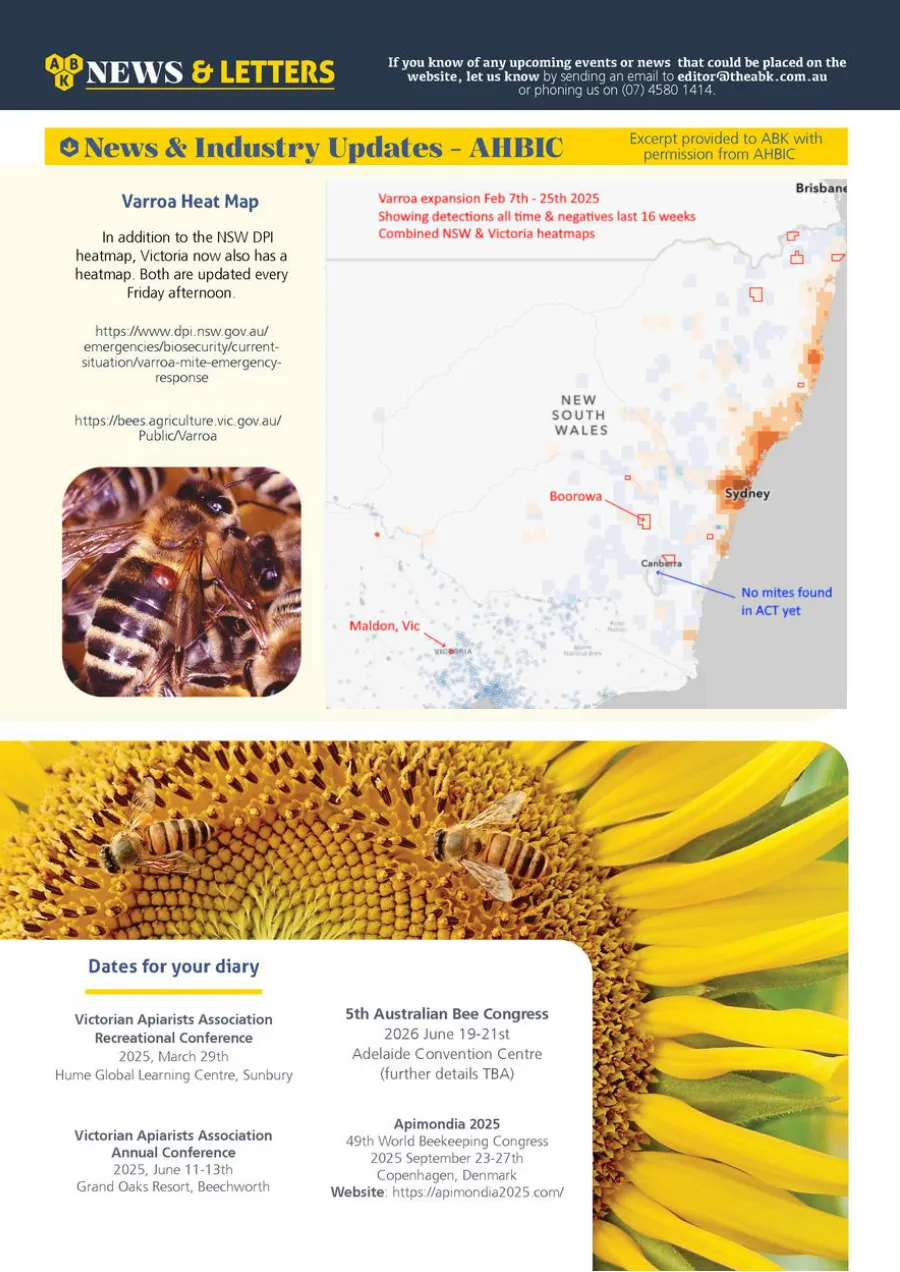 A B K
NEWS & LETTERS
If you know of any upcoming events or news that could be placed on the
website, let us know by sending an email to editor@theabk.com.au
or phoning us on (07) 4580 1414.
News & Industry Updates - AHBIC
Excerpt provided to ABK with
permission from AHBIC
Varroa Heat Map
In addition to the NSW DPI
heatmap, Victoria now also has a
heatmap. Both are updated every
Friday afternoon.
https://www.dpi.nsw.gov.au/
emergencies/biosecurity/current-
situation/varroa-mite-emergency-
response
https://bees.agriculture.vic.gov.au/
Public/Varroa
Varroa expansion Feb 7th - 25th 2025
Showing detections all time & negatives last 16 weeks
Combined NSW & Victoria heatmaps
Brisbane
NEW
SOUTH
WALES
Sydney
Boorowa
Canberra
No mites found
in ACT yet
Maldon, Vic
VICTORIA
Dates for your diary
Victorian Apiarists Association
Recreational Conference
2025, March 29th
Hume Global Learning Centre, Sunbury
Victorian Apiarists Association
Annual Conference
2025, June 11-13th
Grand Oaks Resort, Beechworth
5th Australian Bee Congress
2026 June 19-21st
Adelaide Convention Centre
(further details TBA)
Apimondia 2025
49th World Beekeeping Congress
2025 September 23-27th
Copenhagen, Denmark
Website: https://apimondia2025.com/